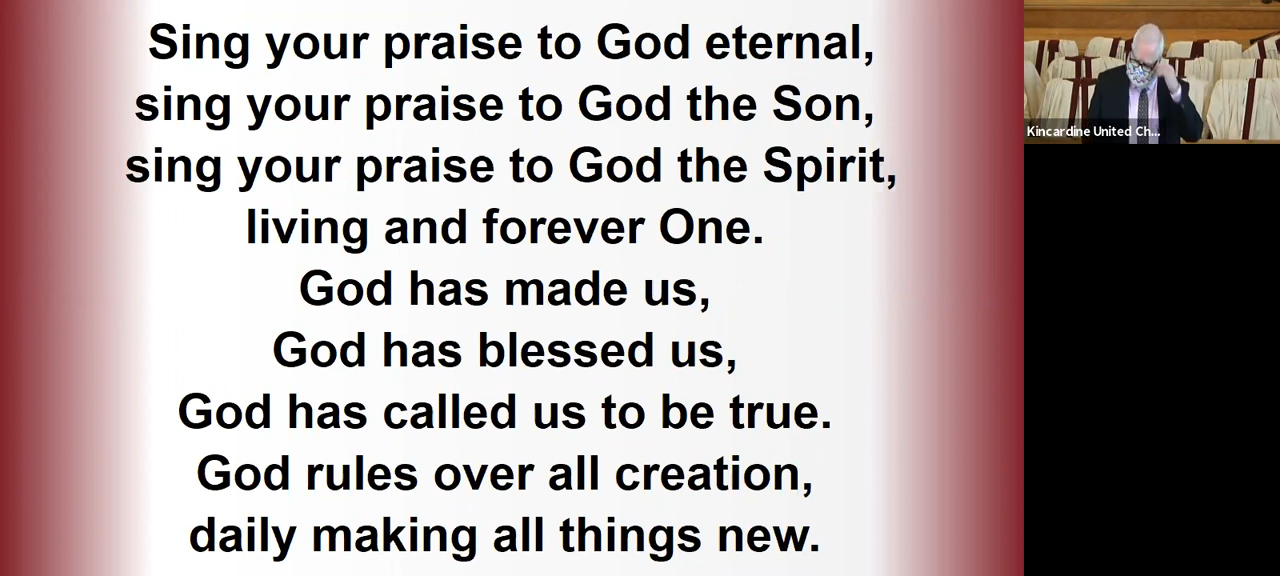 Sing your praise to God eternal,
sing your praise to God the Son,
sing your praise to God the Spirit,
living and forever One.
God has made us,
God has blessed us,
God has called us to be true.
God rules over all creation,
daily making all things new.
Kincardine United Ch...